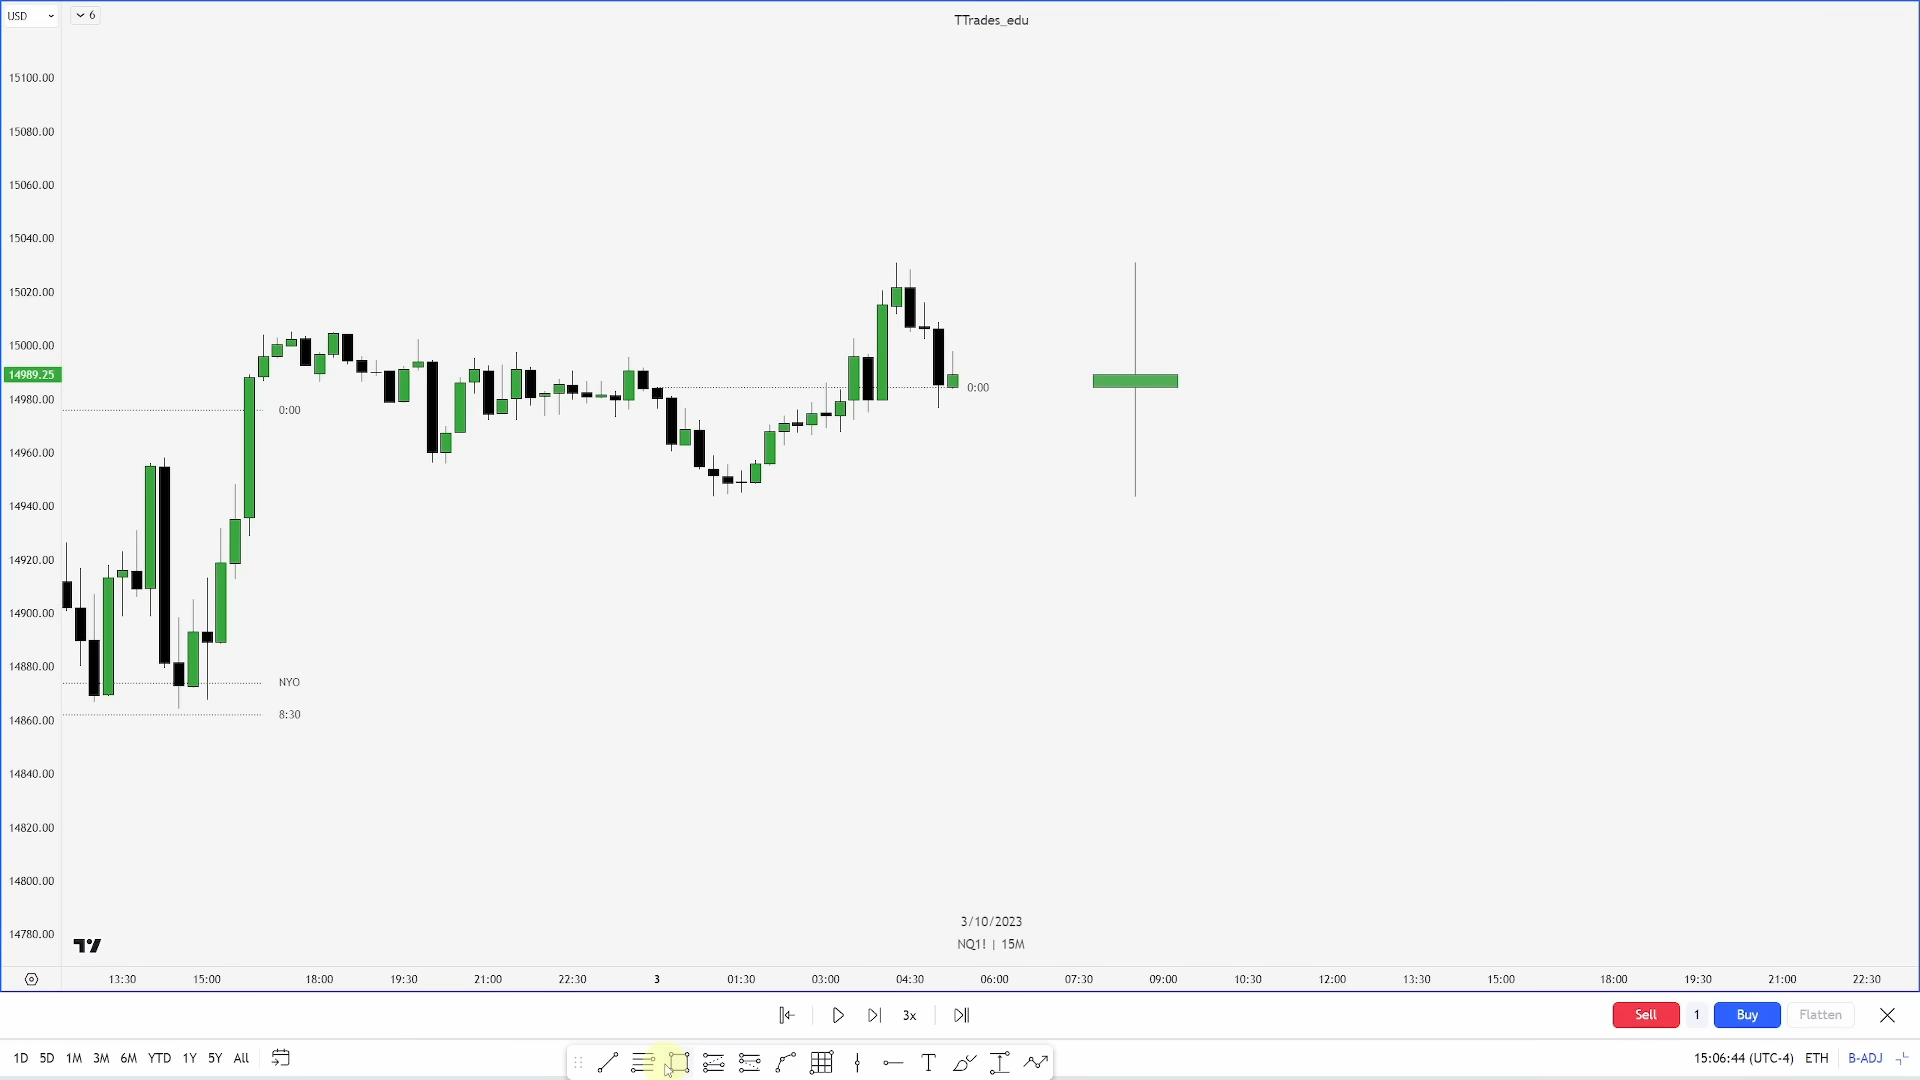 USD
6
TTrades_edu
15100.00
15080.00
15060.00
15040.00
15020.00
15000.00
14989.25
14980.00
14960.00
14940.00
14920.00
14900.00
14880.00
14860.00
14840.00
14820.00
14800.00
14780.00
0:00
0:00
NYO
8:30
3/10/2023
NQ1! | 15M
13:30 15:00 18:00 19:30 21:00 22:30 3 01:30 03:00 04:30 06:00 07:30 09:00 10:30 12:00 13:30 15:00 18:00 19:30 21:00 22:30
3x
Sell 1 Buy Flatten
1D 5D 1M 3M 6M YTD 1Y 5Y All
T
15:06:44 (UTC-4) ETH B-ADJ